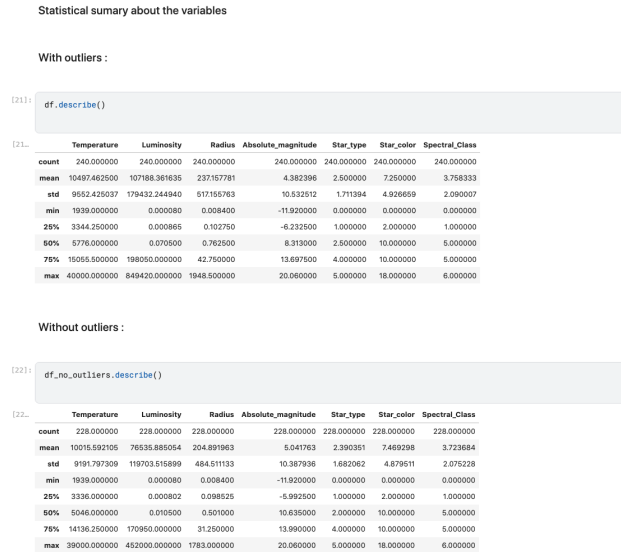 Statistical sumary about the variables
With outliers :
[21]:
df.describe()
[21…
Temperature Luminosity Radius Absolute_magnitude Star_type Star_color Spectral_Class
count 240.000000 240.000000 240.000000 240.000000 240.000000 240.000000 240.000000
mean 10497.462500 107188.361635 237.157781 4.382396 2.500000 7.250000 3.758333
std 9552.425037 179432.244940 517.155763 10.532512 1.711394 4.926659 2.090007
min 1939.000000 0.000080 0.008400 -11.920000 0.000000 0.000000 0.000000
25% 3344.250000 0.000865 0.102750 -6.232500 1.000000 2.000000 1.000000
50% 5776.000000 0.070500 0.762500 8.313000 2.500000 10.000000 5.000000
75% 15055.500000 198050.000000 42.750000 13.697500 4.000000 10.000000 5.000000
max 40000.000000 849420.000000 1948.500000 20.060000 5.000000 18.000000 6.000000
Without outliers :
[22]:
df_no_outliers.describe()
[22…
Temperature Luminosity Radius Absolute_magnitude Star_type Star_color Spectral_Class
count 228.000000 228.000000 228.000000 228.000000 228.000000 228.000000 228.000000
mean 10015.592105 76535.885054 204.891963 5.041763 2.390351 7.469298 3.723684
std 9191.797309 119703.515899 484.511133 10.387936 1.682062 4.879511 2.075228
min 1939.000000 0.000080 0.008400 -11.920000 0.000000 0.000000 0.000000
25% 3336.000000 0.000802 0.098525 -5.992500 1.000000 2.000000 1.000000
50% 5046.000000 0.010500 0.501000 10.635000 2.000000 10.000000 5.000000
75% 14136.250000 170950.000000 31.250000 13.990000 4.000000 10.000000 5.000000
max 39000.000000 452000.000000 1783.000000 20.060000 5.000000 18.000000 6.000000